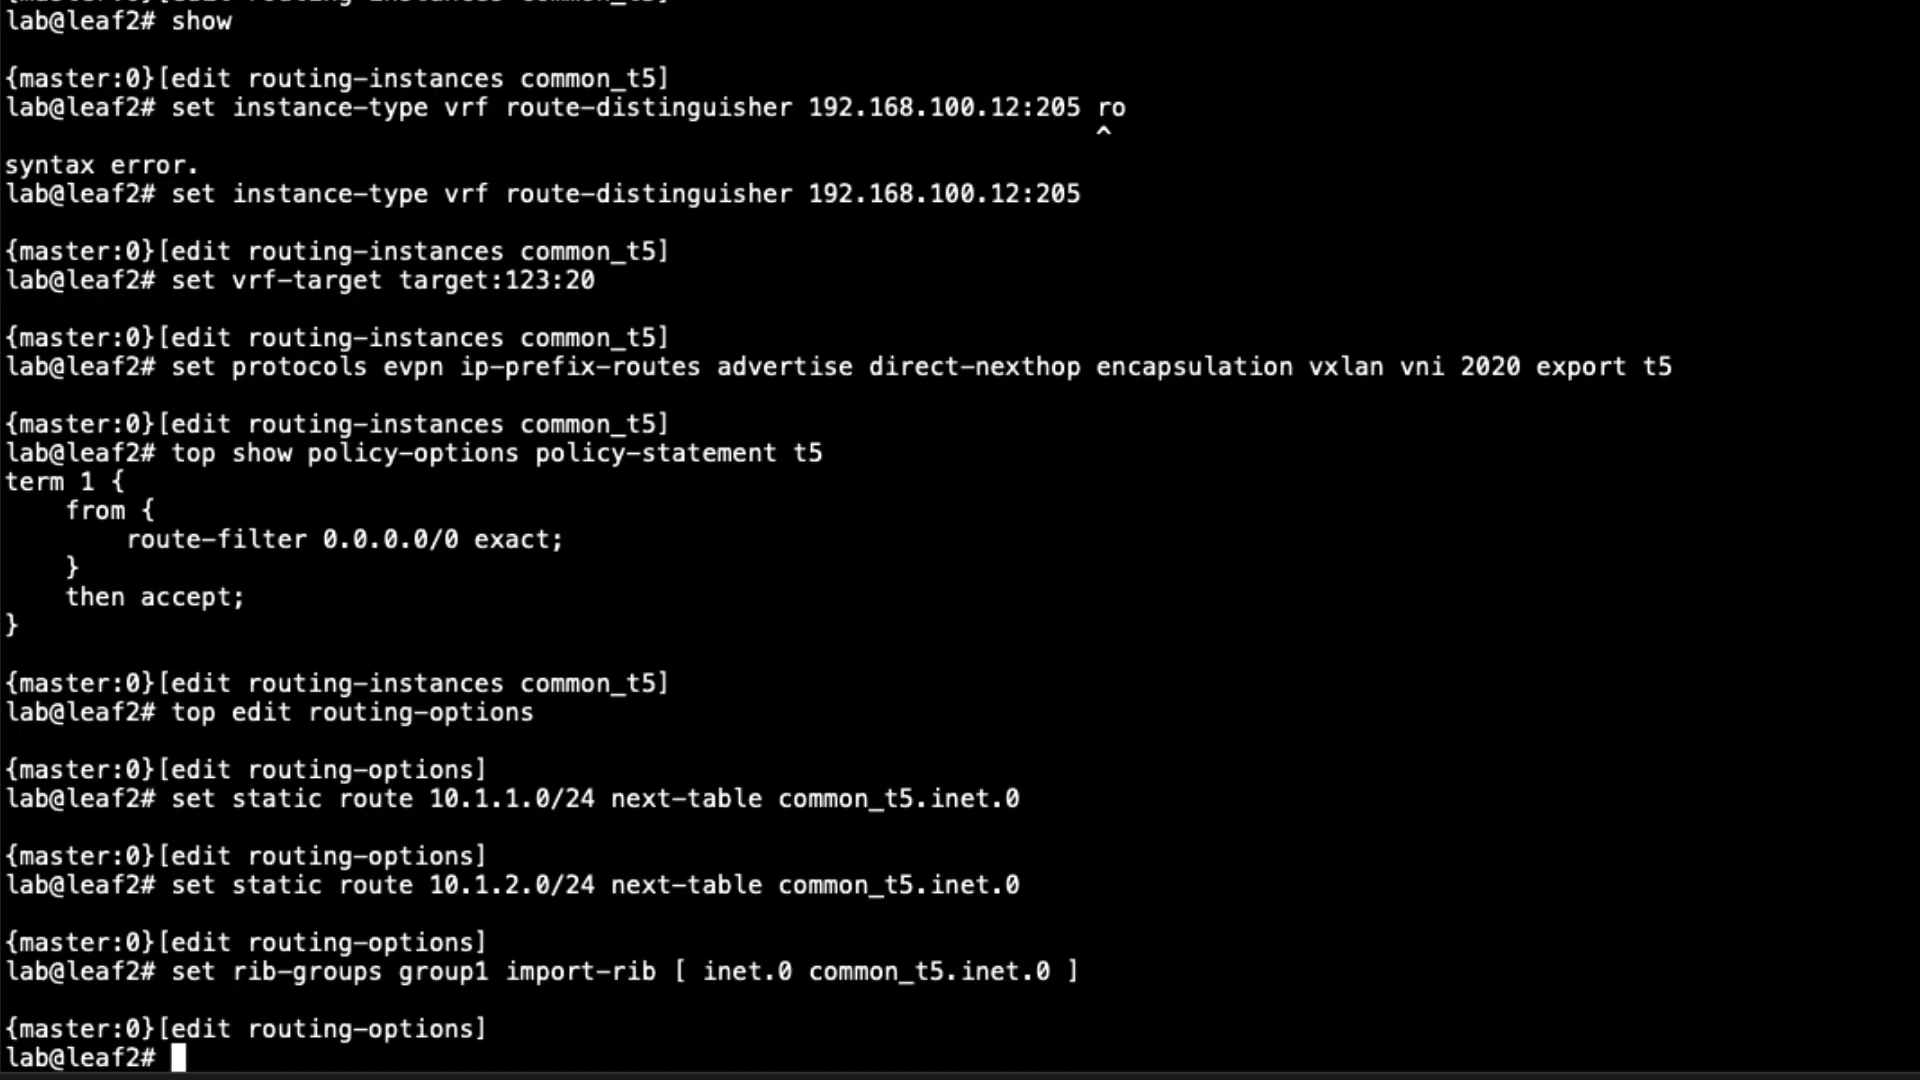 {master:0}[edit routing-instances common_t5]
lab@leaf2# show
{master:0}[edit routing-instances common_t5]
lab@leaf2# set instance-type vrf route-distinguisher 192.168.100.12:205 ro
^
syntax error.
lab@leaf2# set instance-type vrf route-distinguisher 192.168.100.12:205
{master:0}[edit routing-instances common_t5]
lab@leaf2# set vrf-target target:123:20
{master:0}[edit routing-instances common_t5]
lab@leaf2# set protocols evpn ip-prefix-routes advertise direct-nexthop encapsulation vxlan vni 2020 export t5
{master:0}[edit routing-instances common_t5]
lab@leaf2# top show policy-options policy-statement t5
term 1 {
    from {
        route-filter 0.0.0.0/0 exact;
    }
    then accept;
}
{master:0}[edit routing-instances common_t5]
lab@leaf2# top edit routing-options
{master:0}[edit routing-options]
lab@leaf2# set static route 10.1.1.0/24 next-table common_t5.inet.0
{master:0}[edit routing-options]
lab@leaf2# set static route 10.1.2.0/24 next-table common_t5.inet.0
{master:0}[edit routing-options]
lab@leaf2# set rib-groups group1 import-rib [ inet.0 common_t5.inet.0 ]
{master:0}[edit routing-options]
lab@leaf2#